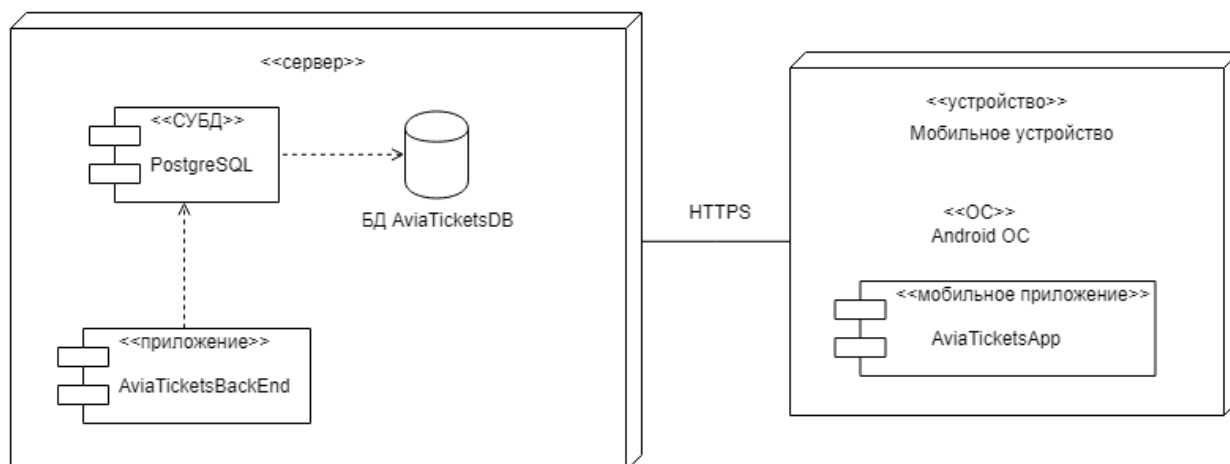 <<сервер>>
<<СУБД>>
PostgreSQL
БД AviaTicketsDB
<<приложение>>
AviaTicketsBackEnd
HTTPS
<<устройство>>
Мобильное устройство
<<ОС>>
Android ОС
<<мобильное приложение>>
AviaTicketsApp